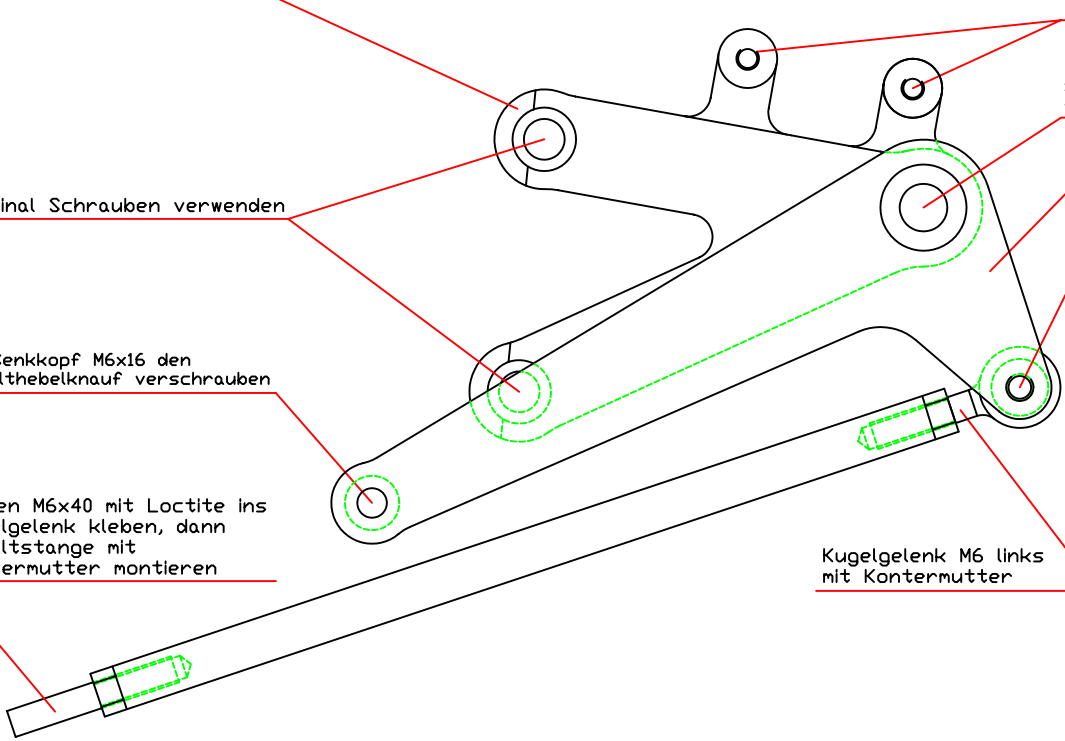 inal Schrauben verwenden
enkkopf M6x16 den
lthebelknauf verschrauben
en M6x40 mit Loctite ins
lgelenk kleben, dann
ltstange mit
ermutter montieren
Kugelgelenk M6 links
mit Kontermutter